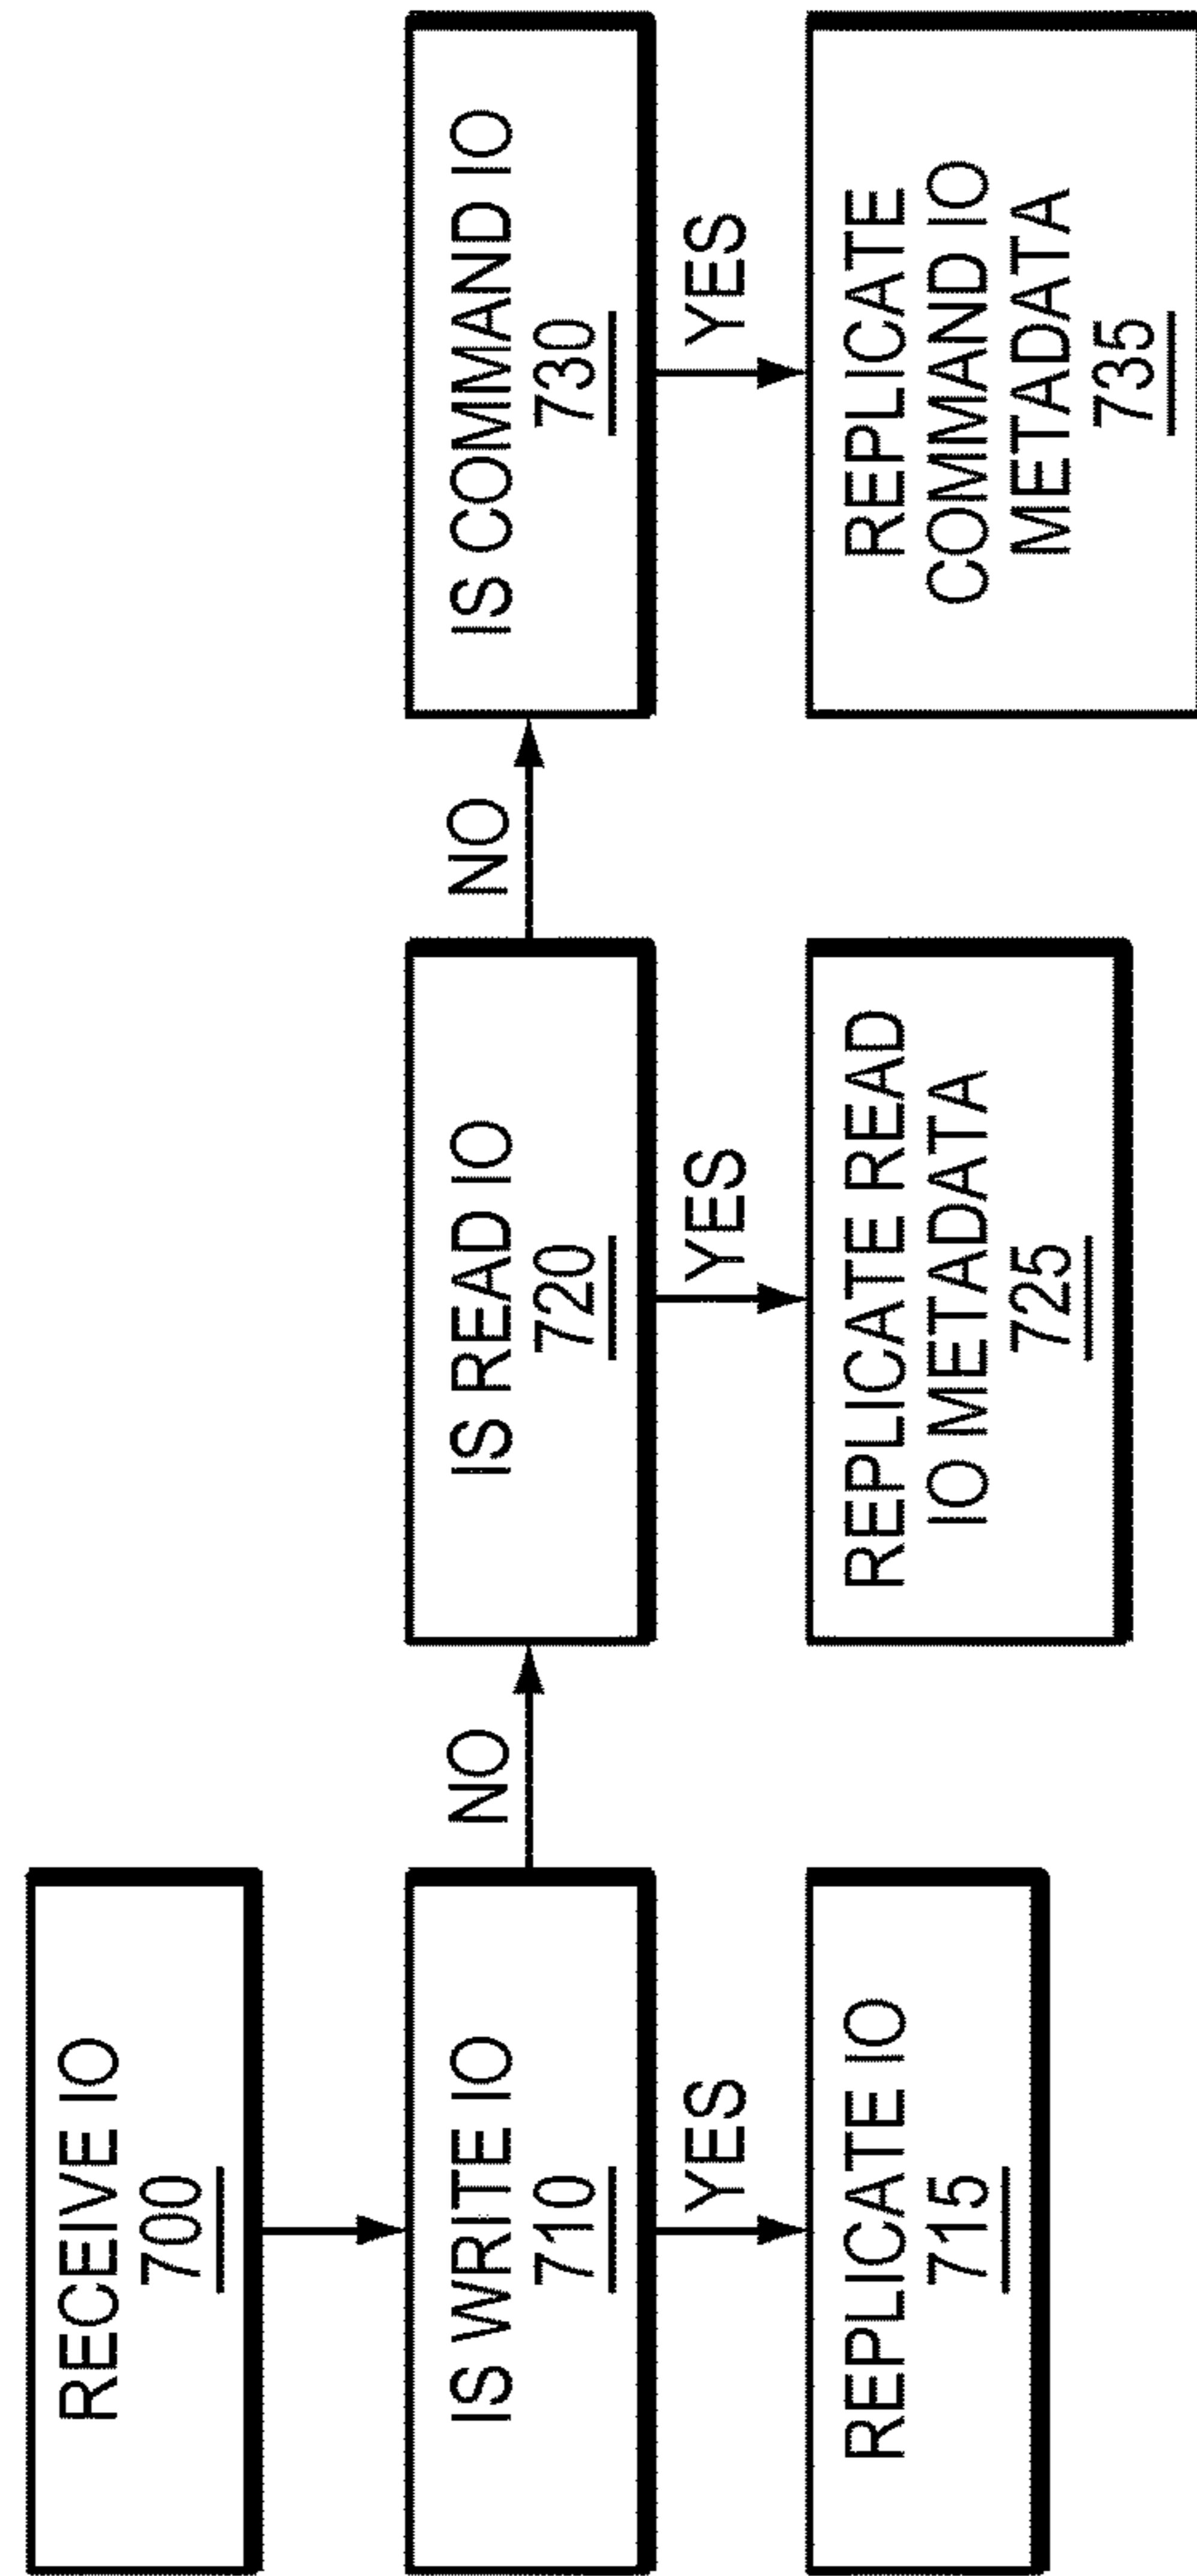 RECEIVE IO
700
IS WRITE IO
710
NO
IS READ IO
720
NO
IS COMMAND IO
730
YES
YES
YES
REPLICATE IO
715
REPLICATE READ
IO METADATA
725
REPLICATE
COMMAND IO
METADATA
735